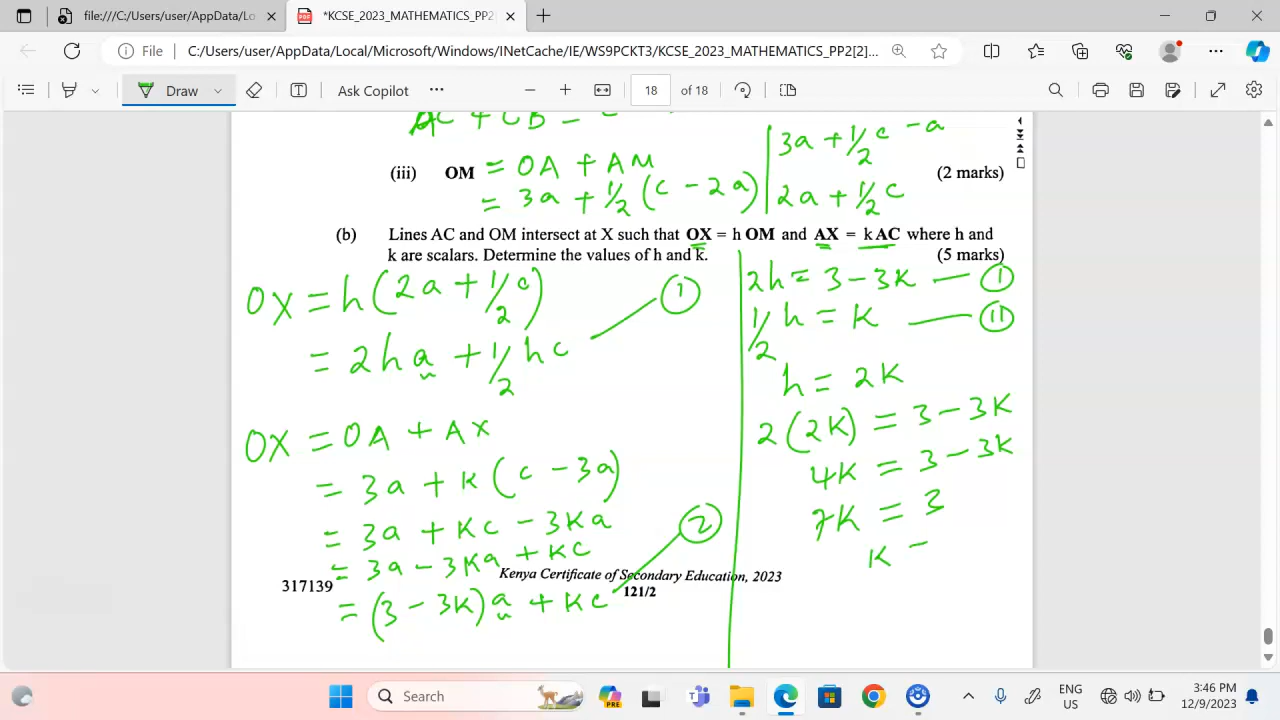 file:///C:/Users/user/AppData/Lo
*KCSE_2023_MATHEMATICS_PP2
File
C:/Users/user/AppData/Local/Microsoft/Windows/INetCache/IE/WS9PCKT3/KCSE_2023_MATHEMATICS_PP2[2]...
Draw
Ask Copilot
18 of 18
+ CB =
(iii) OM = OA + AM
= 3a + 1/2 (c - 2a)
3a + 1/2 c - a
2a + 1/2 c
(2 marks)
(b) Lines AC and OM intersect at X such that OX = h OM and AX = k AC where h and
k are scalars. Determine the values of h and k.
(5 marks)
OX = h(2a + 1/2 c)
= 2ha + 1/2 hc
1
OX = OA + AX
= 3a + K(c - 3a)
= 3a + Kc - 3Ka
= 3a - 3Ka + Kc
= (3 - 3K)a + Kc
2
2h = 3 - 3K — (1)
1/2 h = K — (11)
h = 2K
2(2K) = 3 - 3K
4K = 3 - 3K
7K = 3
K =
Kenya Certificate of Secondary Education, 2023
317139
121/2
Search
PRE
ENG
US
3:46 PM
12/9/2023